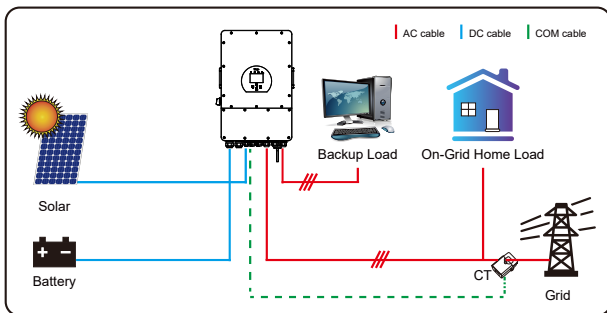 AC cable
DC cable
COM cable
Backup Load
On-Grid Home Load
Solar
Battery
CT
Grid